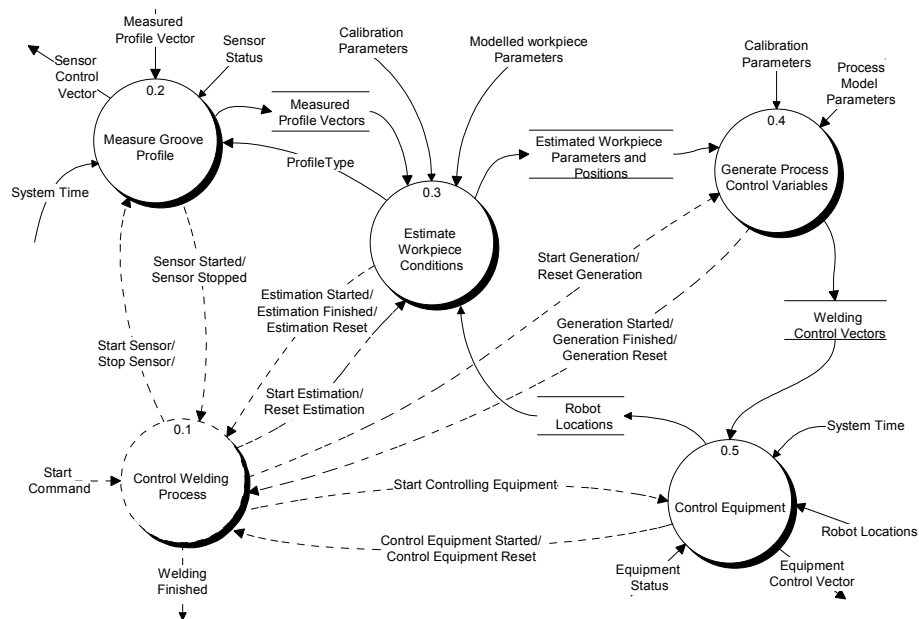 Measured
Profile Vector
Sensor
Control
Vector
Sensor
Status
Calibration
Parameters
Modelled workpiece
Parameters
Calibration
Parameters
Process
Model
Parameters
0.2
Measure Groove
Profile
Measured
Profile Vectors
ProfileType
System Time
0.3
Estimate
Workpiece
Conditions
Estimated Workpiece
Parameters and
Positions
0.4
Generate Process
Control Variables
Sensor Started/
Sensor Stopped
Estimation Started/
Estimation Finished/
Estimation Reset
Start Generation/
Reset Generation
Start Sensor/
Stop Sensor/
Generation Started/
Generation Finished/
Generation Reset
Welding
Control Vectors
Start Estimation/
Reset Estimation
Robot
Locations
0.1
Control Welding
Process
Start
Command
Start Controlling Equipment
Control Equipment Started/
Control Equipment Reset
Welding
Finished
0.5
Control Equipment
System Time
Robot Locations
Equipment
Status
Equipment
Control Vector